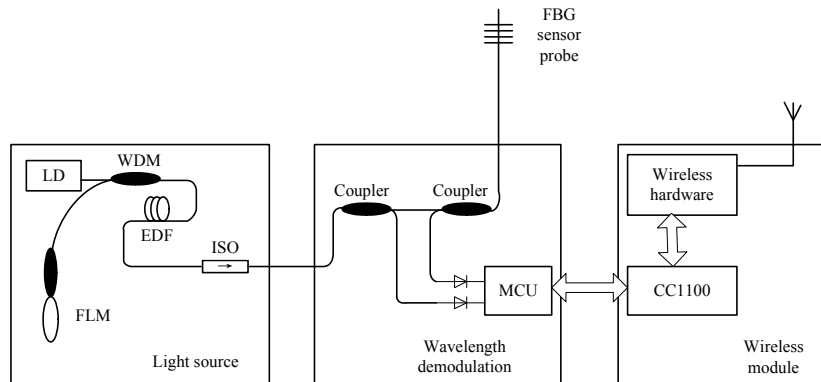 FBG
sensor
probe
WDM
LD
EDF
ISO
FLM
Light source
Coupler
Coupler
MCU
Wavelength
demodulation
Wireless
hardware
CC1100
Wireless
module